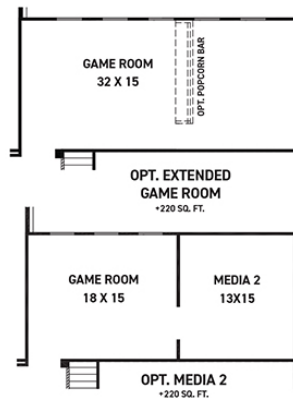 GAME ROOM
32 X 15
OPT. POPCORN BAR
OPT. EXTENDED
GAME ROOM
+220 SQ. FT.
GAME ROOM
18 X 15
MEDIA 2
13X15
OPT. MEDIA 2
+220 SQ. FT.